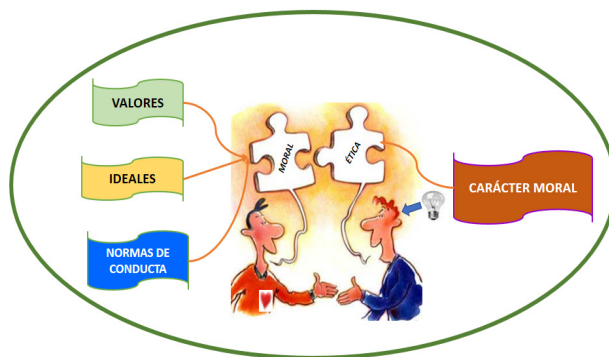 VALORES
IDEALES
NORMAS DE
CONDUCTA
MORAL
ÉTICA
CARÁCTER MORAL